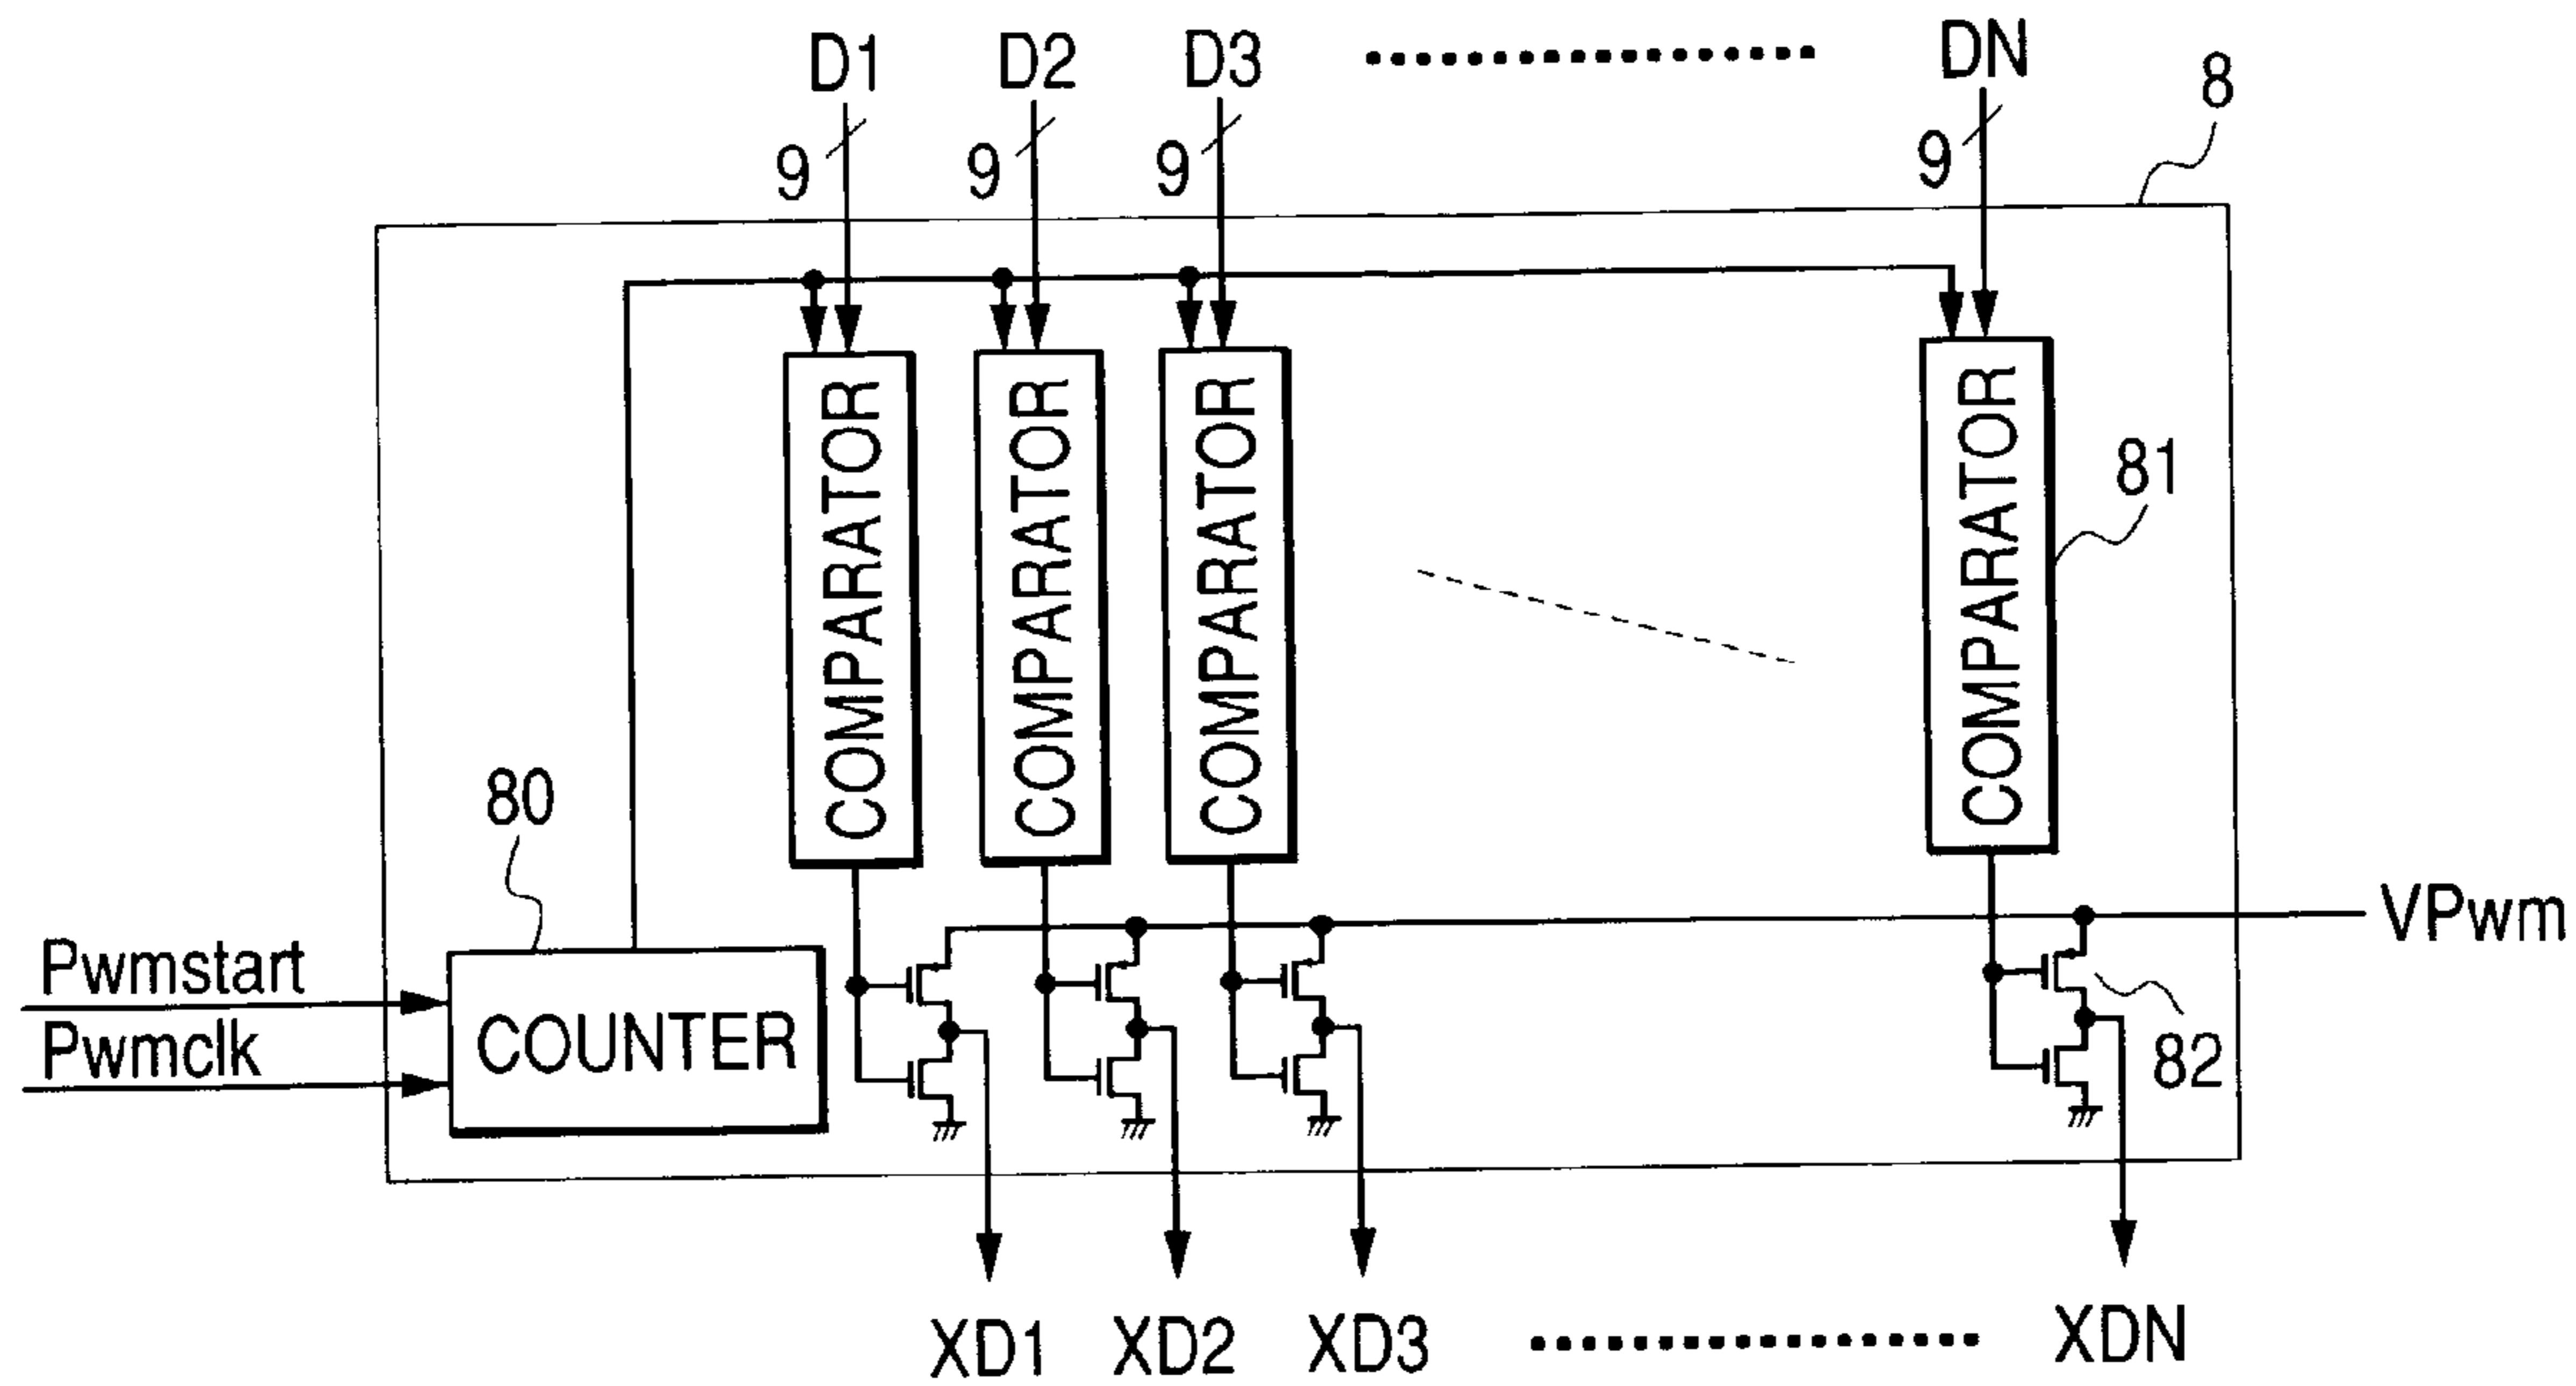 D1 D2 D3 DN
8
9 9 9 9
COMPARATOR COMPARATOR COMPARATOR COMPARATOR
81
80
VPwm
Pwmstart
Pwmclk
COUNTER
82
XD1 XD2 XD3 XDN